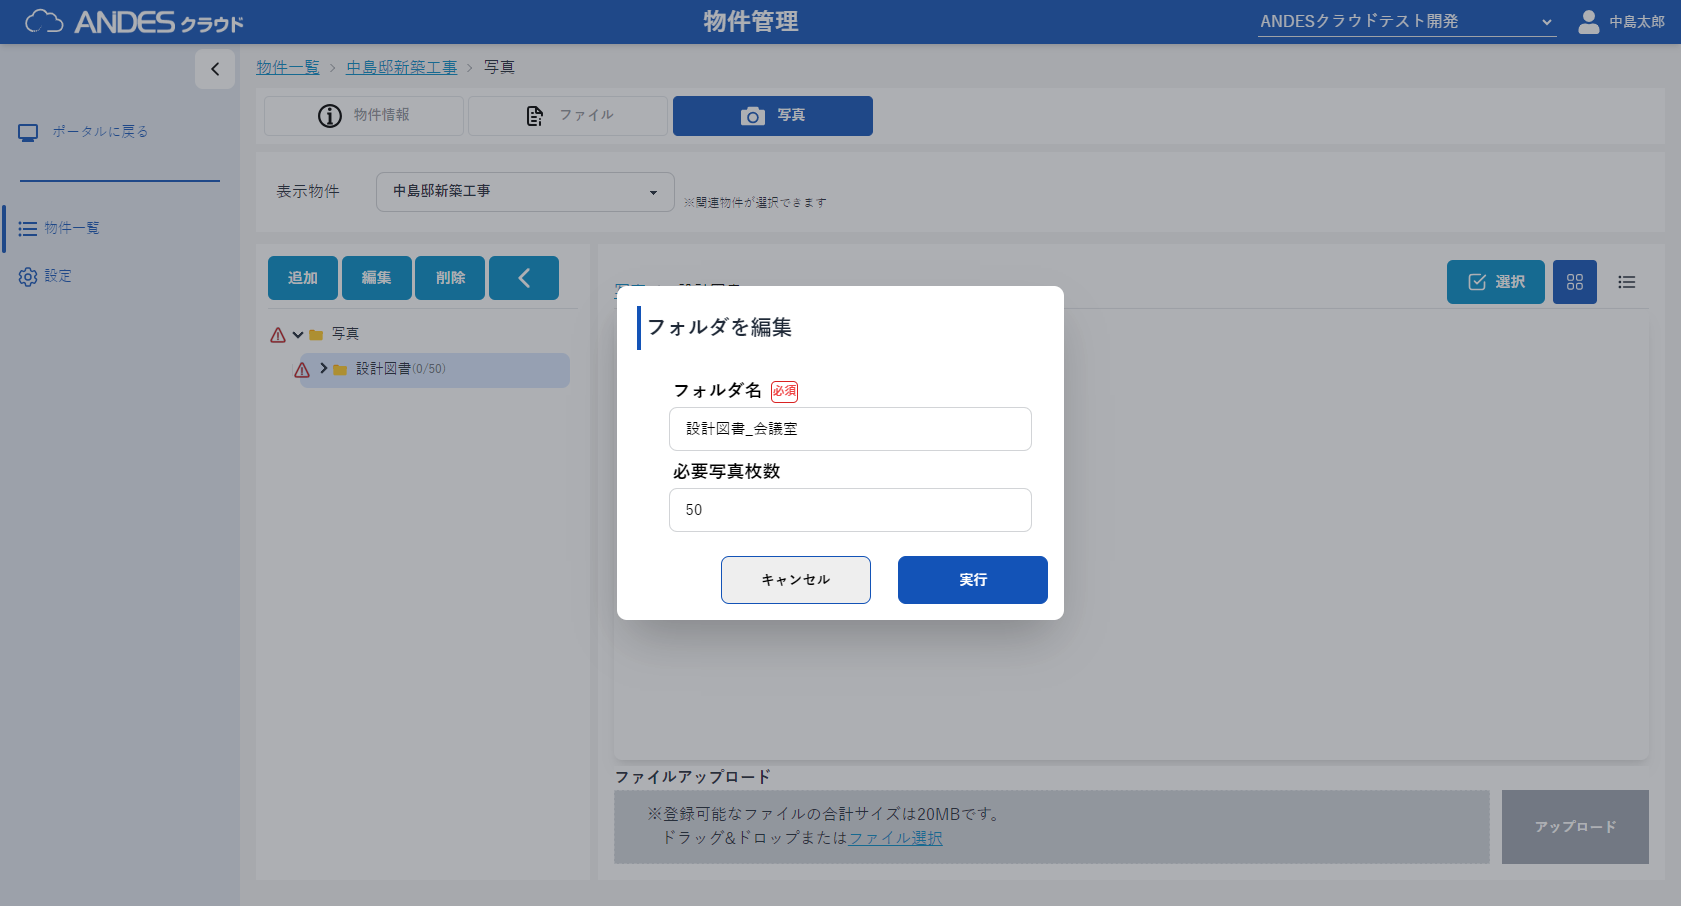 ANDES クラウド
物件管理
ANDESクラウドテスト開発
中島太郎
物件一覧 > 中島邸新築工事 > 写真
ポータルに戻る
物件一覧
設定
物件情報
ファイル
写真
表示物件
中島邸新築工事
※関連物件が選択できます
追加
編集
削除
選択
写真
設計図書(0/50)
フォルダを編集
フォルダ名 必須
設計図書_会議室
必要写真枚数
50
キャンセル
実行
ファイルアップロード
※登録可能なファイルの合計サイズは20MBです。
ドラッグ&ドロップまたはファイル選択
アップロード